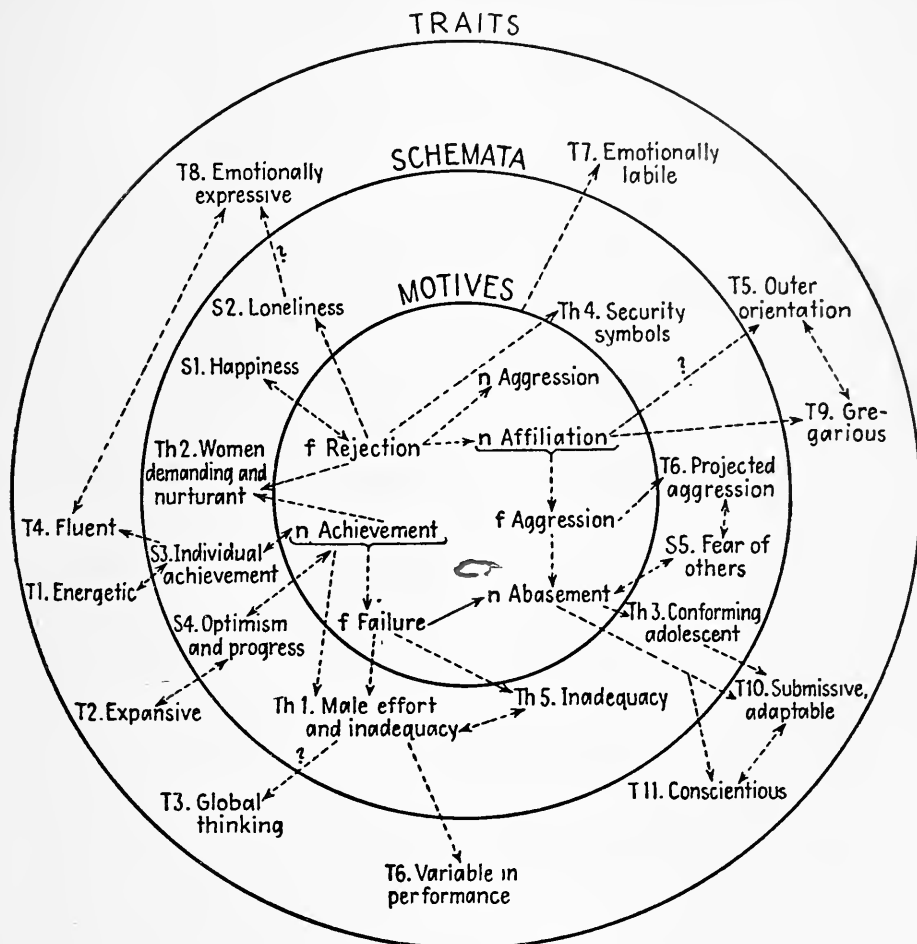 TRAITS
SCHEMATA
T7. Emotionally
labile
T8. Emotionally
expressive
?
MOTIVES
T5. Outer
orientation
S2. Loneliness
Th 4. Security
symbols
S1. Happiness
?
n Aggression
T9. Gre-
garious
Th 2. Women
demanding and
nurturant
f Rejection
n Affiliation
T6. Projected
aggression
T4. Fluent
n Achievement
f Aggression
S3. Individual
achievement
S5. Fear of
others
T1. Energetic
n Abasement
Th 3. Conforming
adolescent
S4. Optimism
and progress
f Failure
T10. Submissive,
adaptable
T2. Expansive
Th 1. Male effort
and inadequacy
Th 5. Inadequacy
?
T11. Conscientious
T3. Global
thinking
T6. Variable in
performance